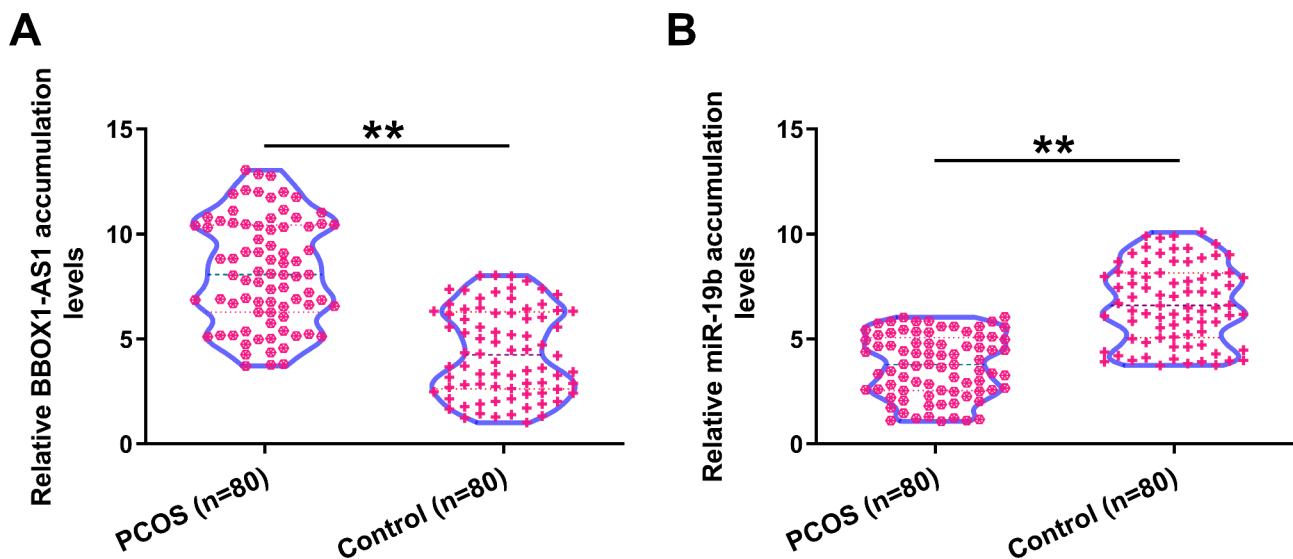 A
Relative BBOX1-AS1 accumulation
levels
15
10
5
0
**
PCOS (n=80)
Control (n=80)
B
Relative miR-19b accumulation
levels
15
10
5
0
**
PCOS (n=80)
Control (n=80)